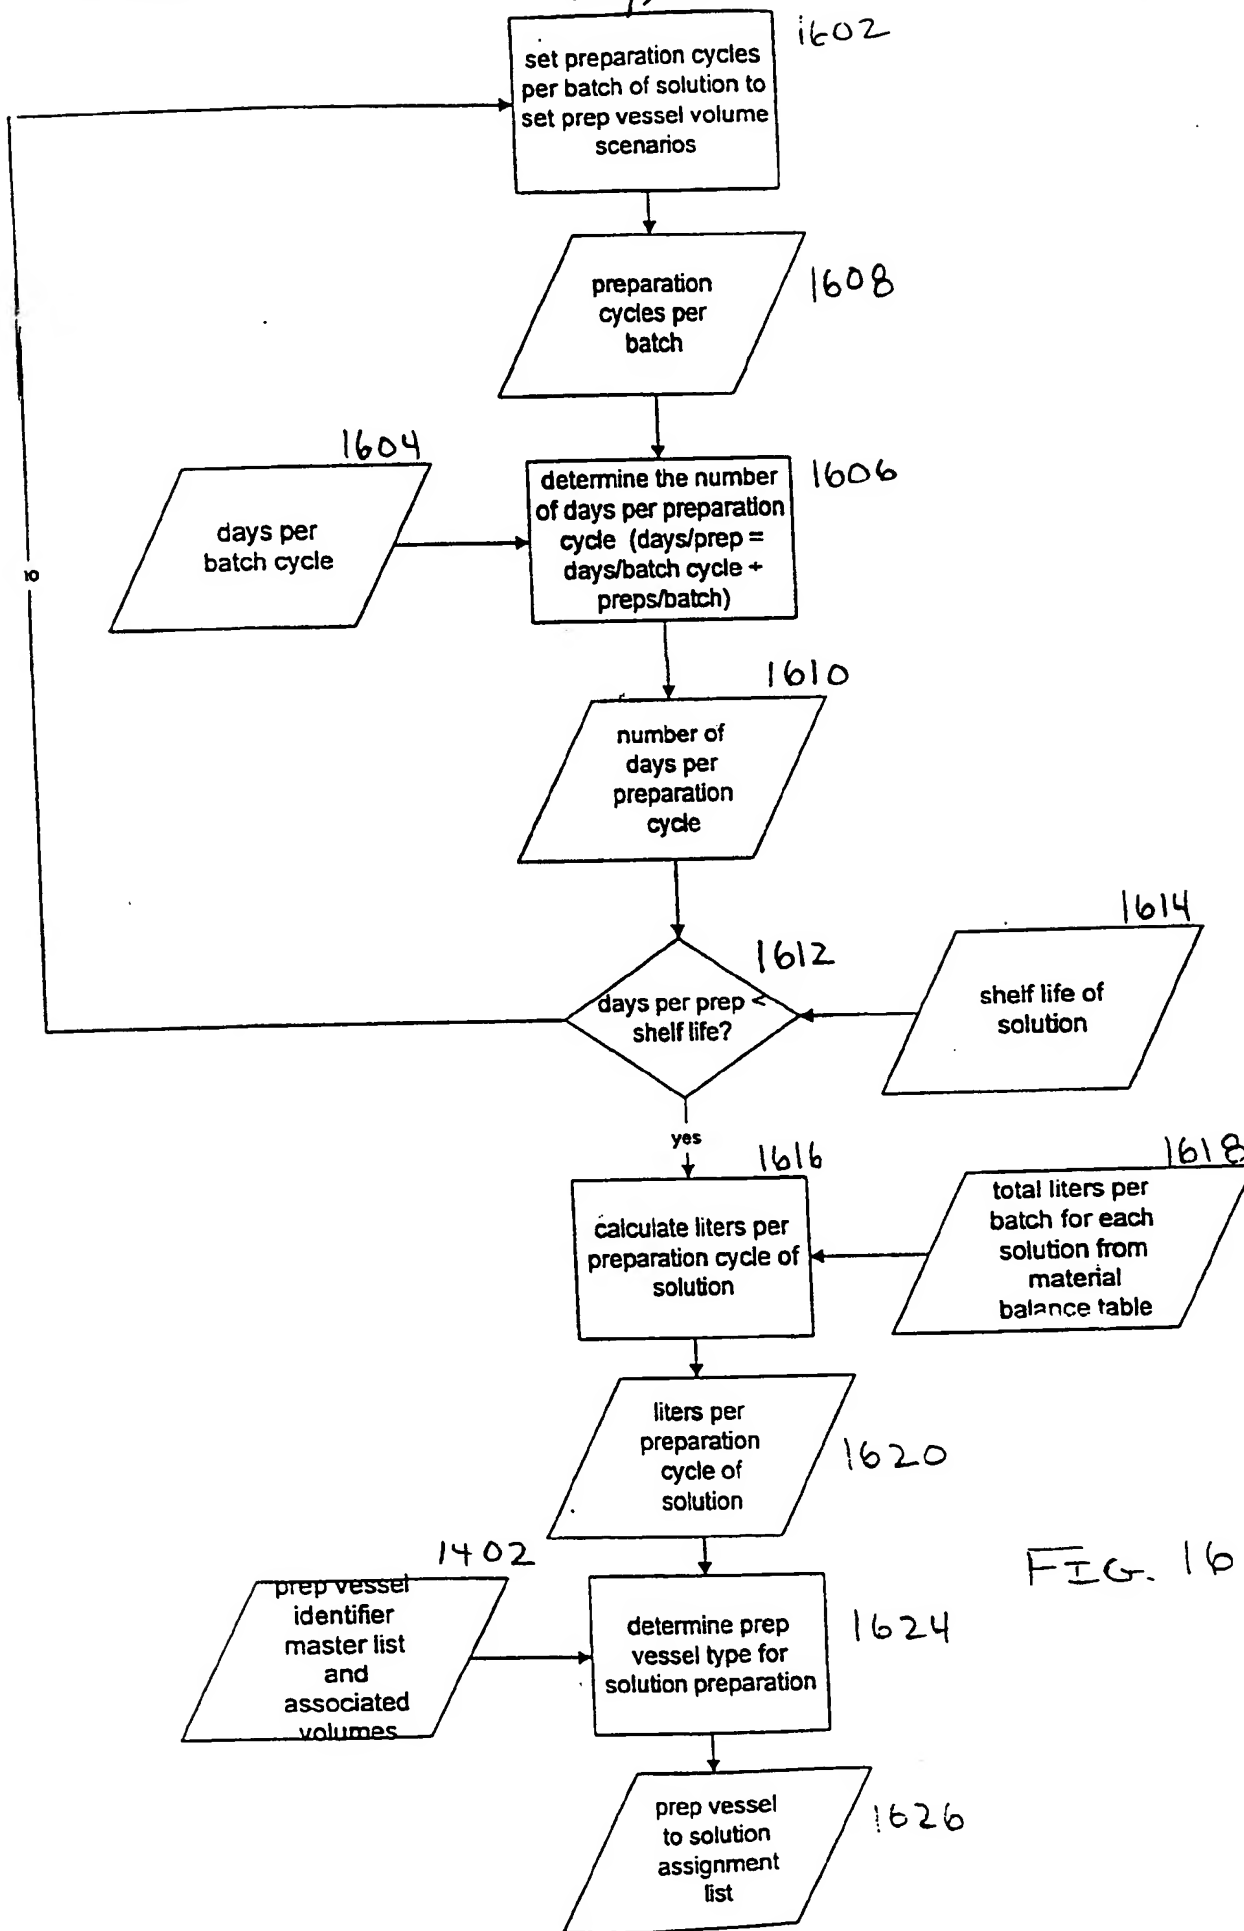 1602
set preparation cycles
per batch of solution to
set prep vessel volume
scenarios
preparation
cycles per
batch
1608
1604
days per
batch cycle
determine the number
of days per preparation
cycle (days/prep =
days/batch cycle +
preps/batch)
1606
10
1610
number of
days per
preparation
cycle
1612
days per prep <
shelf life?
1614
shelf life of
solution
yes
1616
calculate liters per
preparation cycle of
solution
1618
total liters per
batch for each
solution from
material
balance table
liters per
preparation
cycle of
solution
1620
1402
prep vessel
identifier
master list
and
associated
volumes
determine prep
vessel type for
solution preparation
1624
FIG. 16
prep vessel
to solution
assignment
list
1626